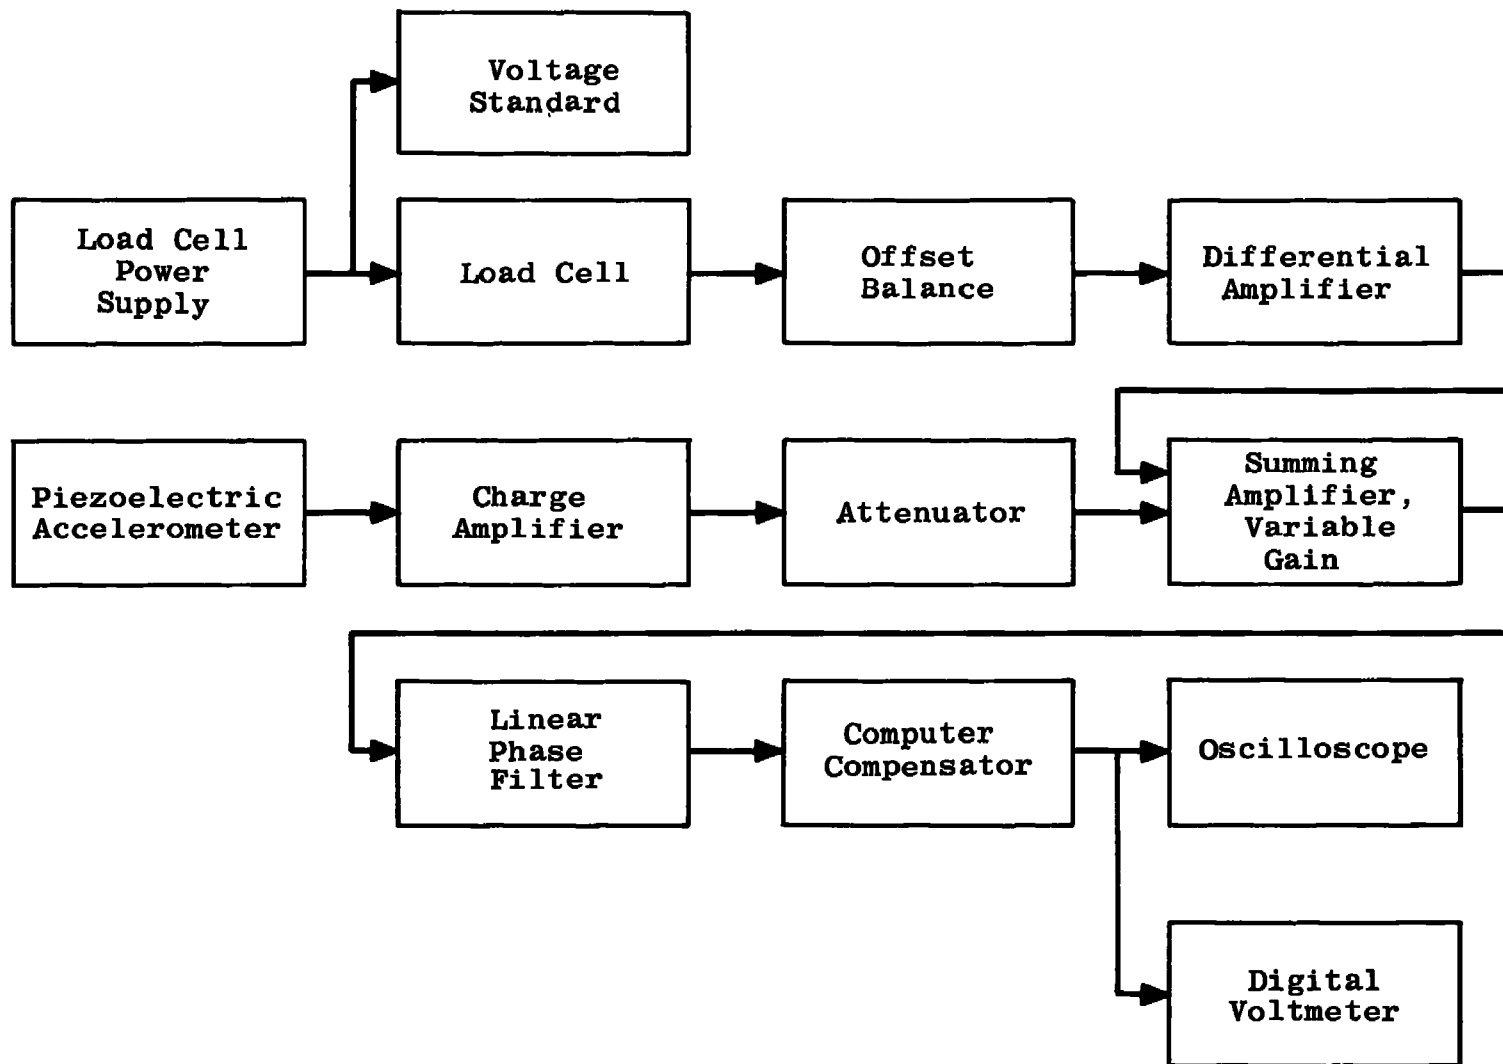 Voltage
Standard
Load Cell
Power
Supply
Load Cell
Offset
Balance
Differential
Amplifier
Piezoelectric
Accelerometer
Charge
Amplifier
Attenuator
Summing
Amplifier,
Variable
Gain
Linear
Phase
Filter
Computer
Compensator
Oscilloscope
Digital
Voltmeter